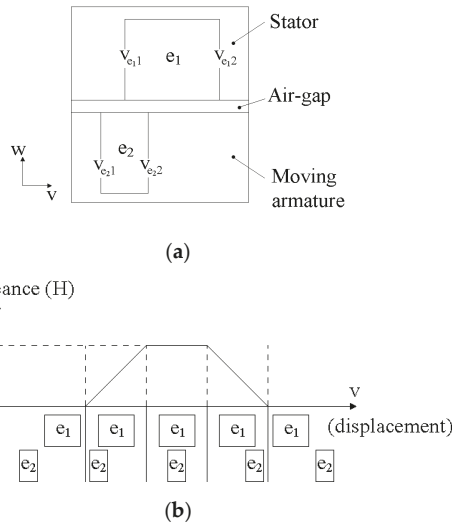 Stator
v_{e_1}1 e_1 v_{e_1}2
Air-gap
e_2
v_{e_2}1 v_{e_2}2
w
v
Moving
armature
(a)
(H)
v
(displacement)
e_1 e_1 e_1 e_1 e_1
e_2 e_2 e_2 e_2 e_2
(b)